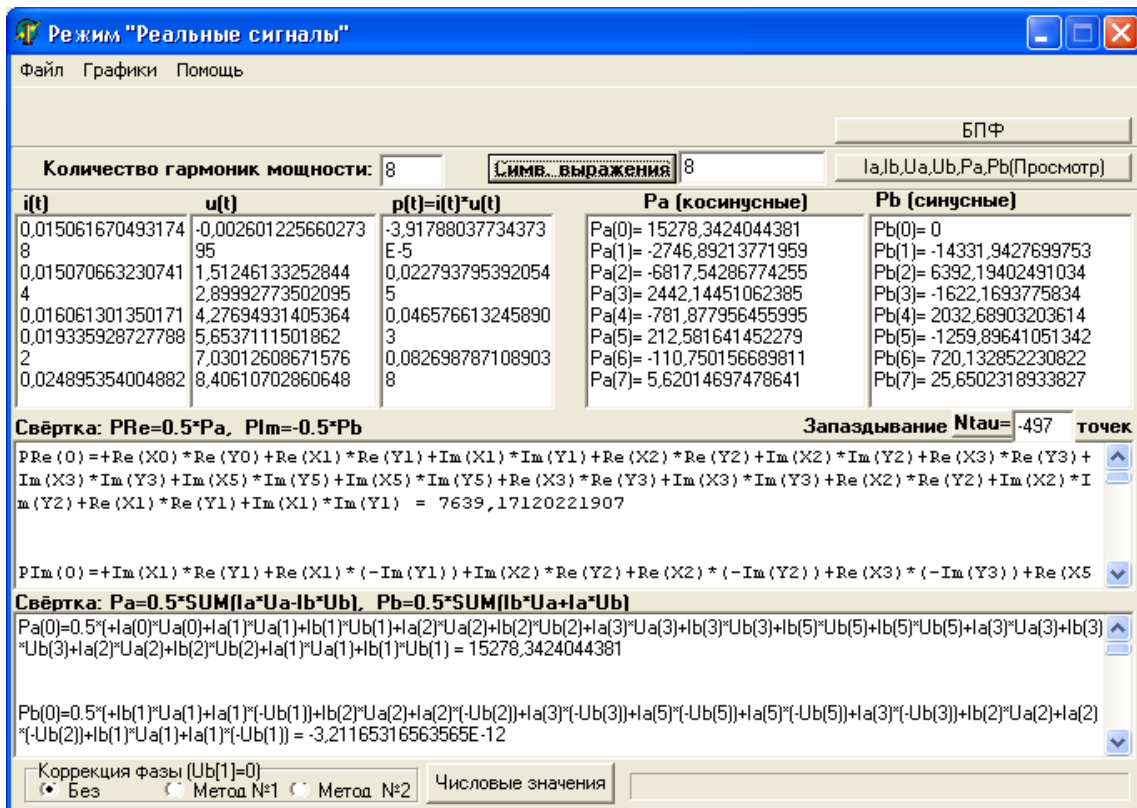 Режим "Реальные сигналы"
Файл Графики Помощь
БПФ
Количество гармоник мощности: 8 Симв. выражения 8 Ia,Ib,Ua,Ub,Pa,Pb(Просмотр)
i(t) u(t) p(t)=i(t)*u(t) Pa (косинусные) Pb (синусные)
0,015061670493174 -0,002601225660273 -3,91788037734373 Pa(0)= 15278,3424044381 Pb(0)= 0
8 95 E-5 Pa(1)= -2746,89213771959 Pb(1)= -14331,9427699753
0,015070663230741 1,51246133252844 0,022793795392054 Pa(2)= -6817,54286774255 Pb(2)= 6392,19402491034
4 2,89992773502095 5 Pa(3)= 2442,14451062385 Pb(3)= -1622,1693775834
0,016061301350171 4,27694931405364 0,046576613245890 Pa(4)= -781,877956455995 Pb(4)= 2032,68903203614
0,019335928727788 5,65371115018​62 3 Pa(5)= 212,581641452279 Pb(5)= -1259,89641051342
2 7,03012608671576 0,082698787108903 Pa(6)= -110,750156689811 Pb(6)= 720,132852230822
0,024895354004882 8,40610702860648 8 Pa(7)= 5,62014697478641 Pb(7)= 25,6502318933827
Свёртка: PRe=0.5*Pa, PIm=-0.5*Pb Запаздывание Ntau= -497 точек
PRe(0)=+Re(X0)*Re(Y0)+Re(X1)*Re(Y1)+Im(X1)*Im(Y1)+Re(X2)*Re(Y2)+Im(X2)*Im(Y2)+Re(X3)*Re(Y3)+
Im(X3)*Im(Y3)+Im(X5)*Im(Y5)+Im(X5)*Im(Y5)+Re(X3)*Re(Y3)+Im(X3)*Im(Y3)+Re(X2)*Re(Y2)+Im(X2)*I
m(Y2)+Re(X1)*Re(Y1)+Im(X1)*Im(Y1) = 7639,17120221907
PIm(0)=+Im(X1)*Re(Y1)+Re(X1)*(-Im(Y1))+Im(X2)*Re(Y2)+Re(X2)*(-Im(Y2))+Re(X3)*(-Im(Y3))+Re(X5
Свёртка: Pa=0.5*SUM(Ia*Ua-Ib*Ub), Pb=0.5*SUM(Ib*Ua+Ia*Ub)
Pa(0)=0.5*(+Ia(0)*Ua(0)+Ia(1)*Ua(1)+Ib(1)*Ub(1)+Ia(2)*Ua(2)+Ib(2)*Ub(2)+Ia(3)*Ua(3)+Ib(3)*Ub(3)+Ib(5)*Ub(5)+Ib(5)*Ub(5)+Ia(3)*Ua(3)+Ib(3)
*Ub(3)+Ia(2)*Ua(2)+Ib(2)*Ub(2)+Ia(1)*Ua(1)+Ib(1)*Ub(1) = 15278,3424044381
Pb(0)=0.5*(+Ib(1)*Ua(1)+Ia(1)*(-Ub(1))+Ib(2)*Ua(2)+Ia(2)*(-Ub(2))+Ia(3)*(-Ub(3))+Ia(5)*(-Ub(5))+Ia(5)*(-Ub(5))+Ia(3)*(-Ub(3))+Ib(2)*Ua(2)+Ia(2)
*(-Ub(2))+Ib(1)*Ua(1)+Ia(1)*(-Ub(1)) = -3,21165316563565E-12
Коррекция фазы (Ub[1]=0)
Без Метод №1 Метод №2 Числовые значения